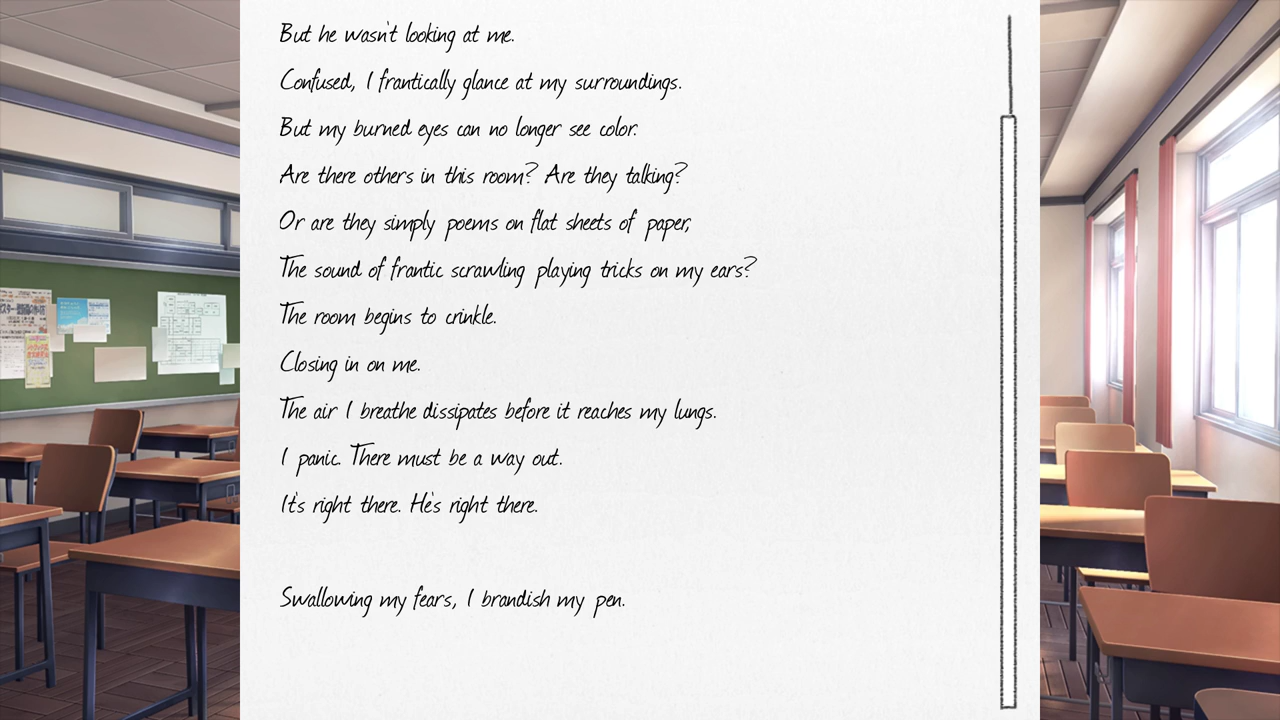 But he wasn't looking at me.
Confused, I frantically glance at my surroundings.
But my burned eyes can no longer see color.
Are there others in this room? Are they talking?
Or are they simply poems on flat sheets of paper,
The sound of frantic scrawling playing tricks on my ears?
The room begins to crinkle.
Closing in on me.
The air I breathe dissipates before it reaches my lungs.
I panic. There must be a way out.
It's right there. He's right there.
Swallowing my fears, I brandish my pen.